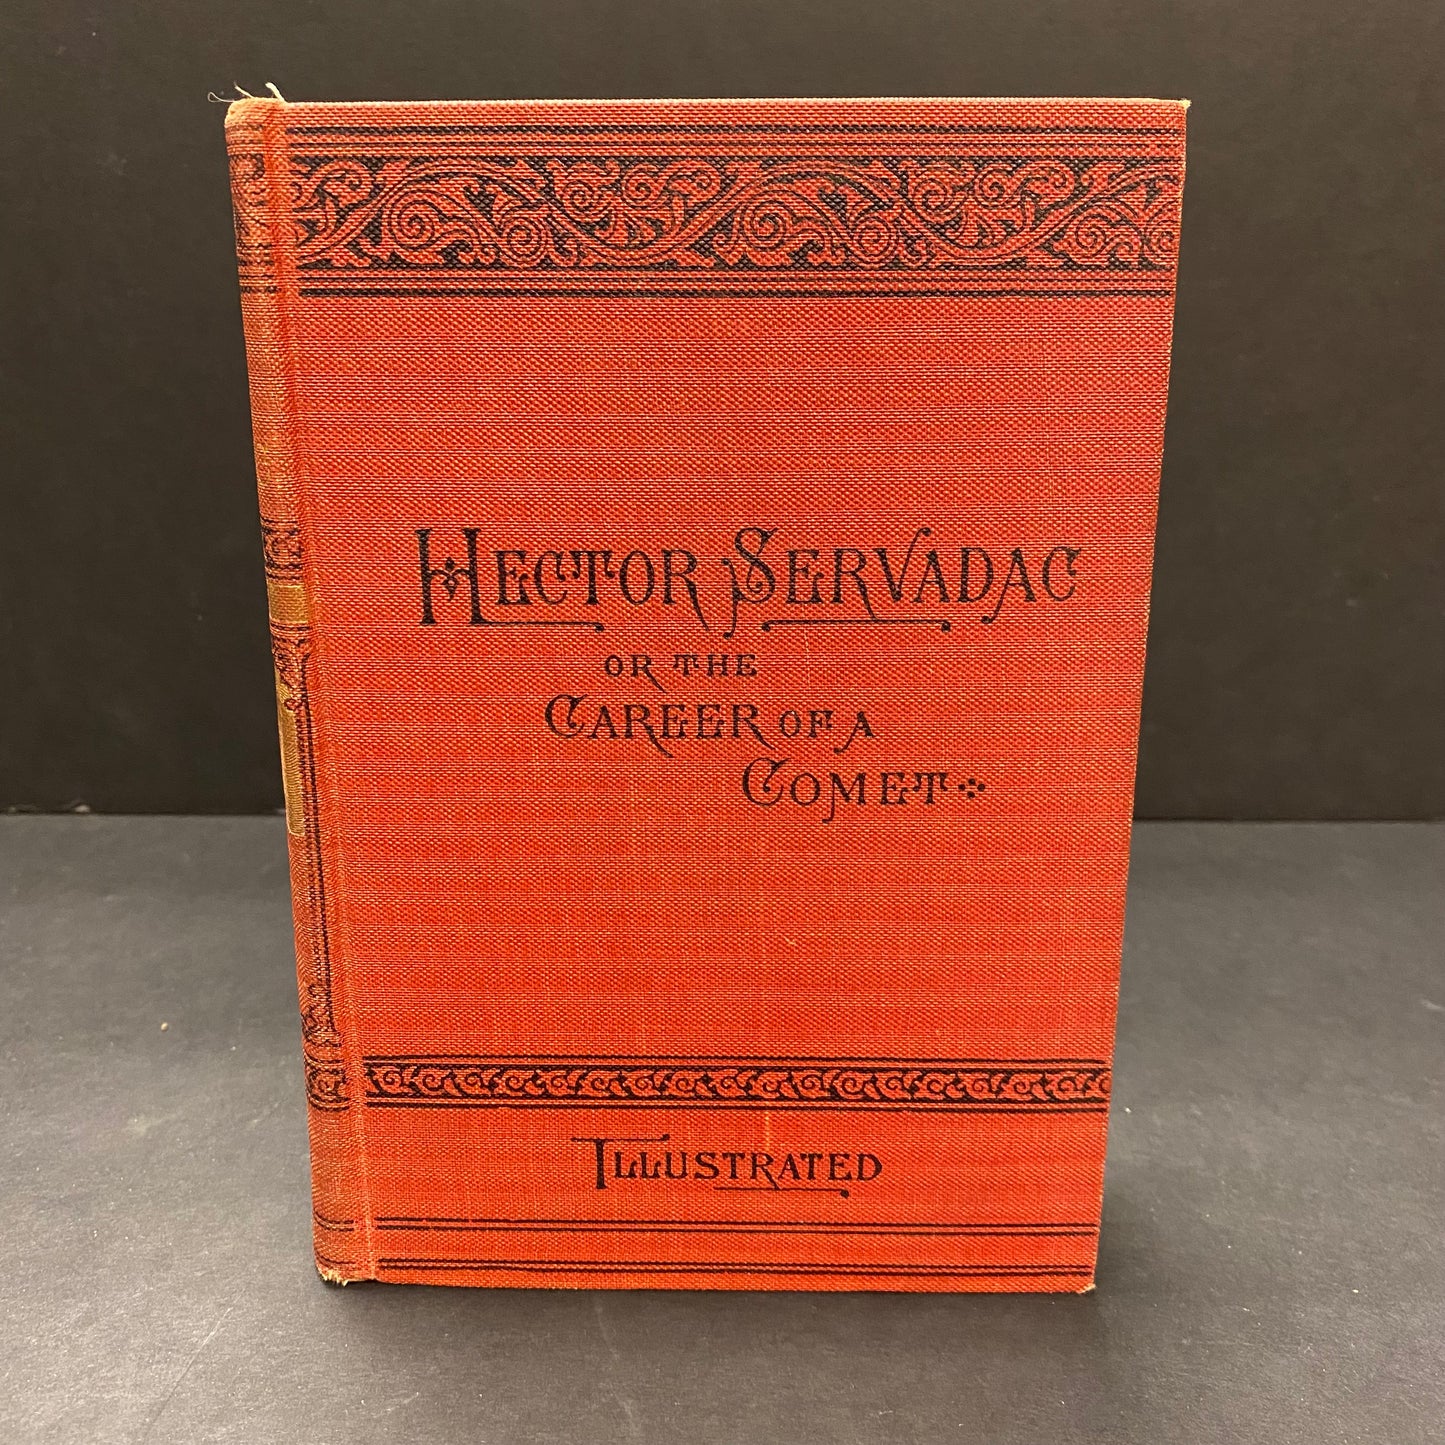 HECTOR SERVADAC
OR THE
CAREER OF A
COMET
ILLUSTRATED